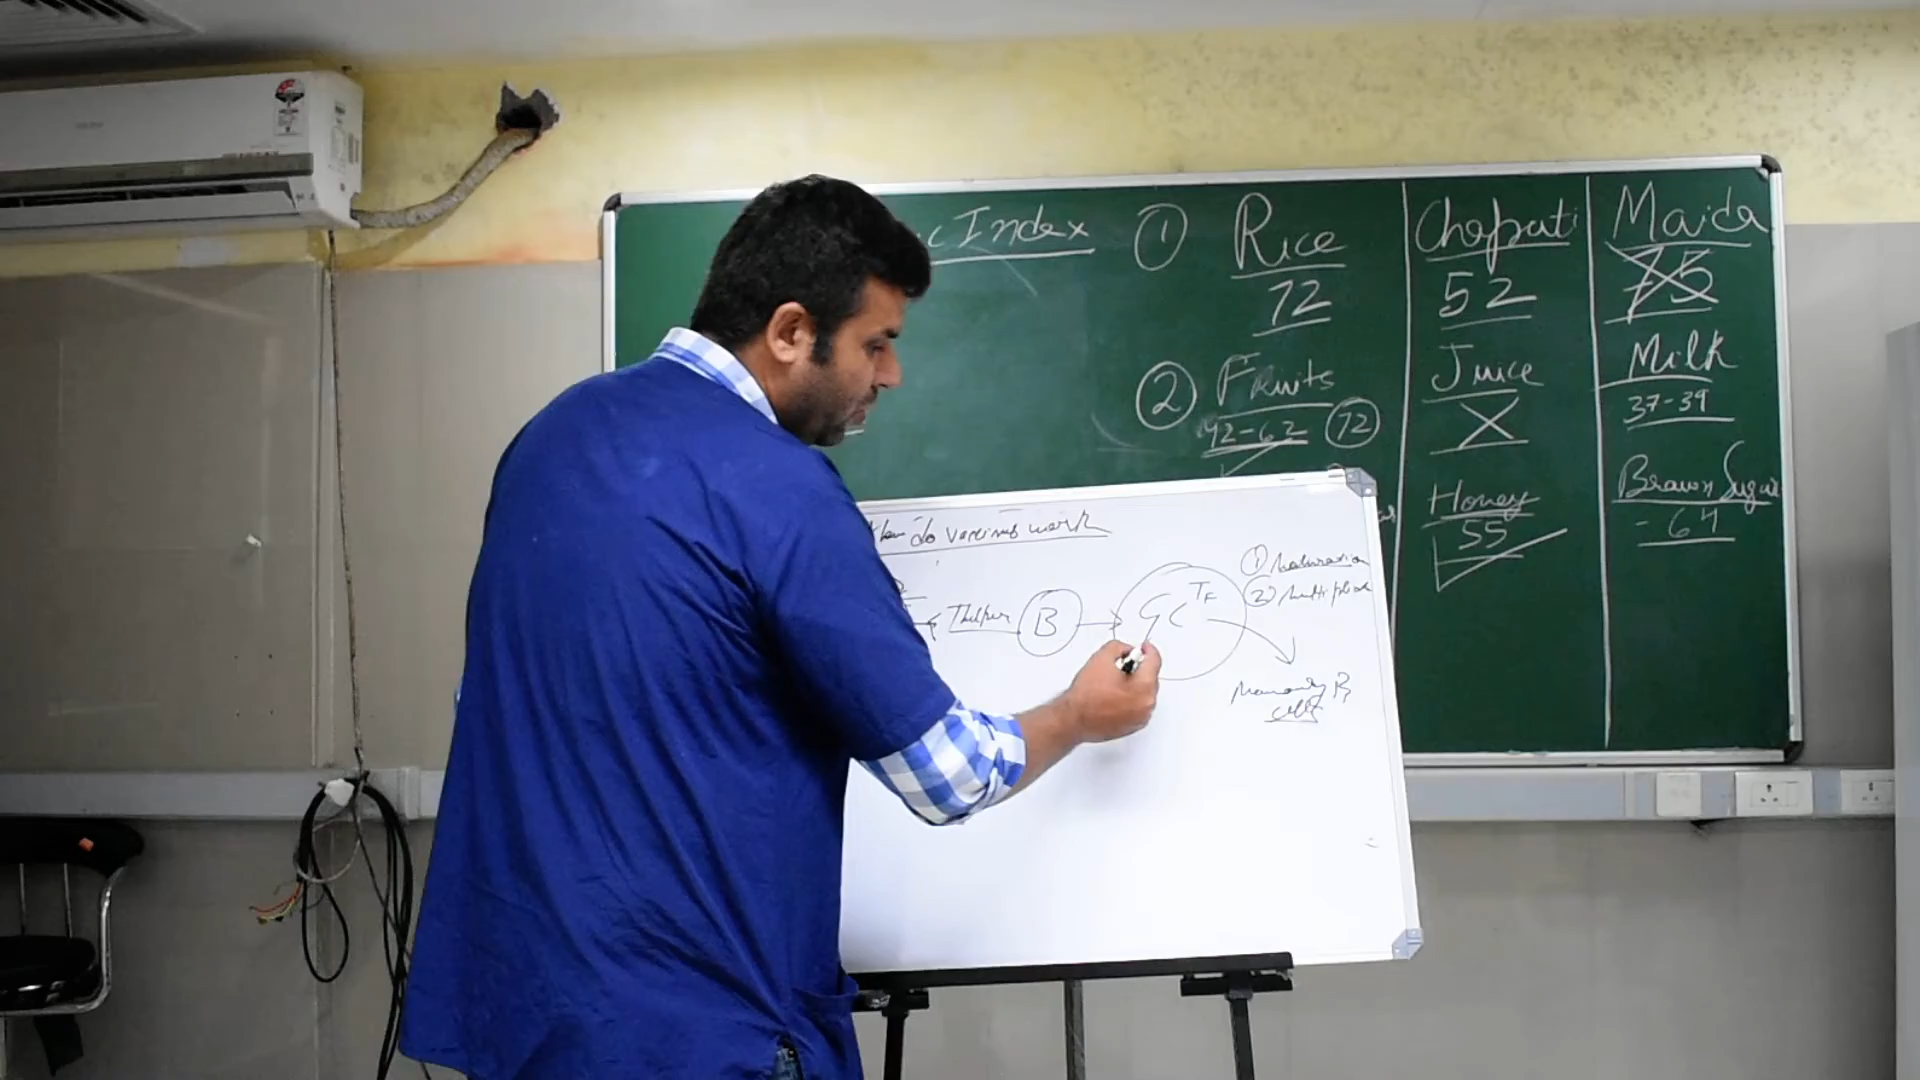 Index
① Rice
72
② Fruits
42-62 72
Chapati
52
Juice
X
Honey
55
Maida
75
Milk
37-39
Brown Sugar
- 64
How do vaccines work
Thelper B GC TF
① Maturation
② Multiplication
Memory B
cells